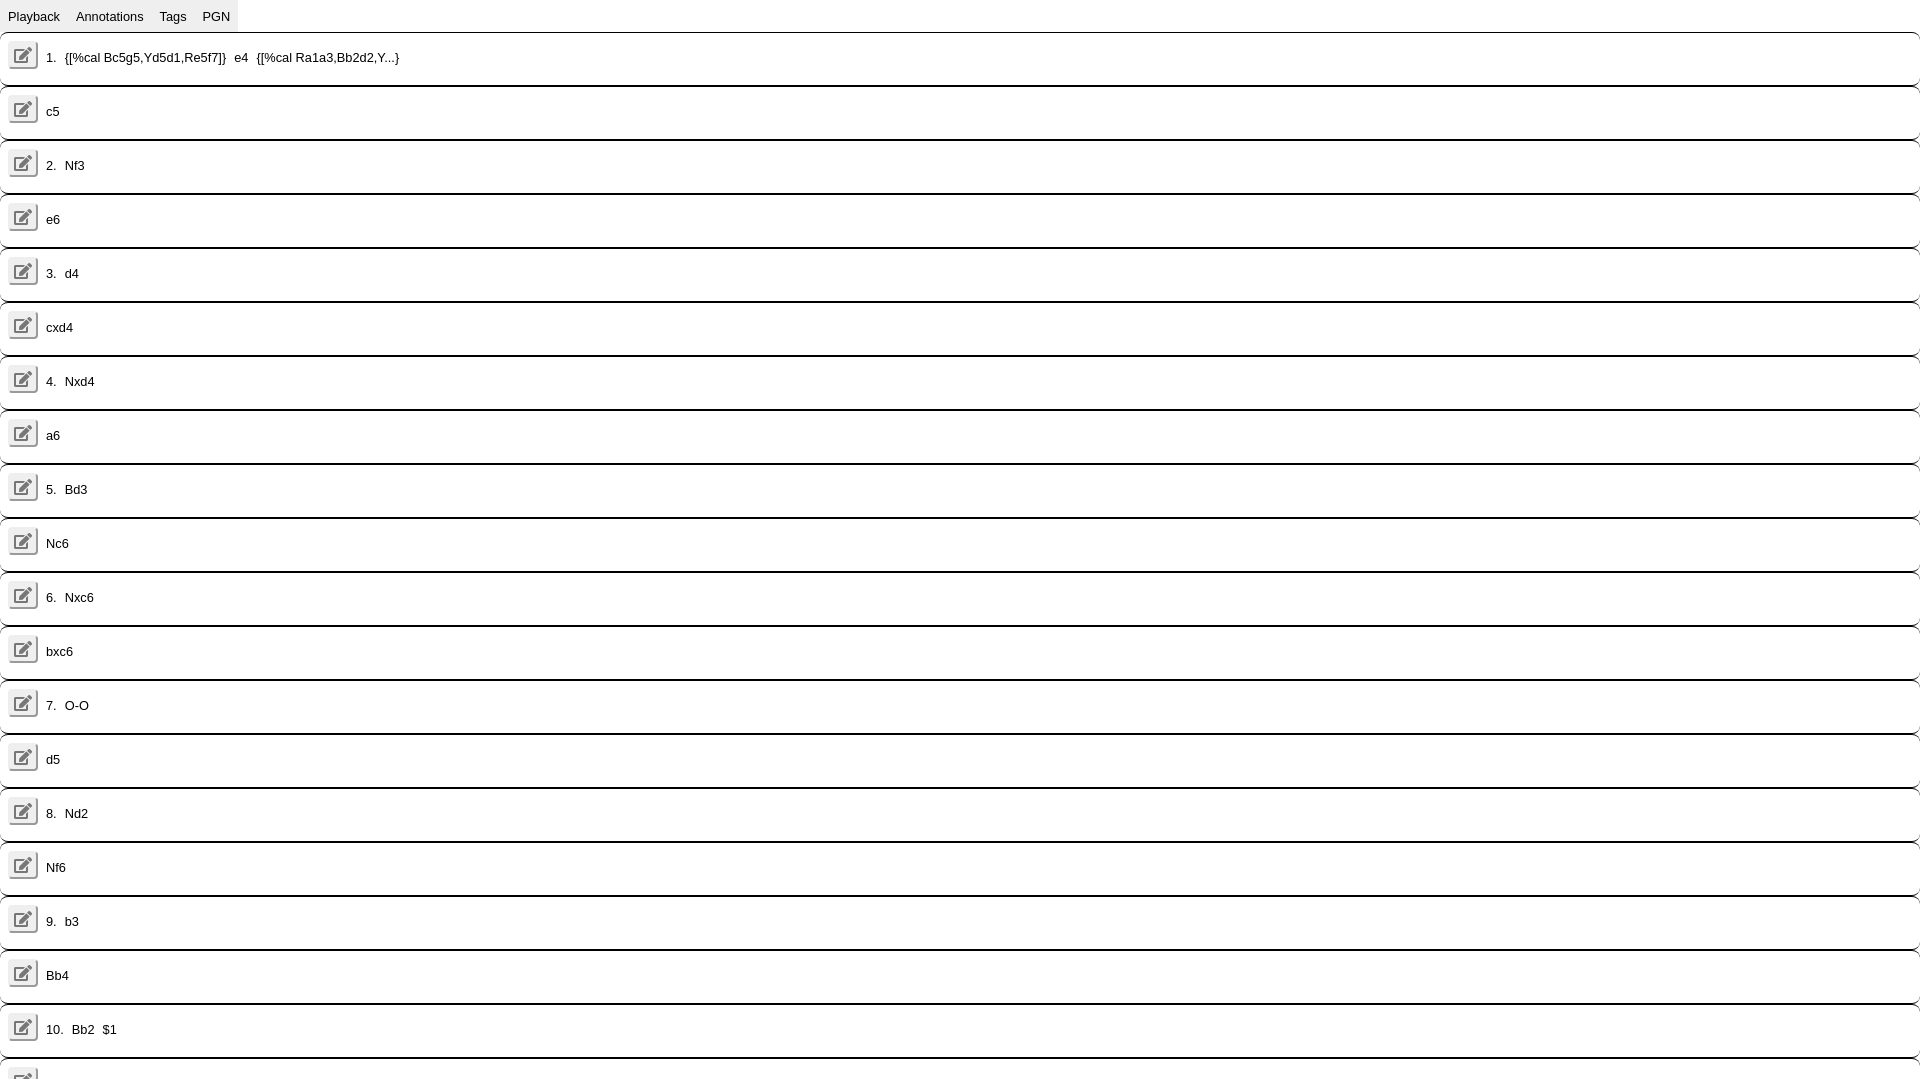 Playback Annotations Tags PGN
1. {[%cal Bc5g5,Yd5d1,Re5f7]} e4 {[%cal Ra1a3,Bb2d2,Y...}
c5
2. Nf3
e6
3. d4
cxd4
4. Nxd4
a6
5. Bd3
Nc6
6. Nxc6
bxc6
7. O-O
d5
8. Nd2
Nf6
9. b3
Bb4
10. Bb2 $1